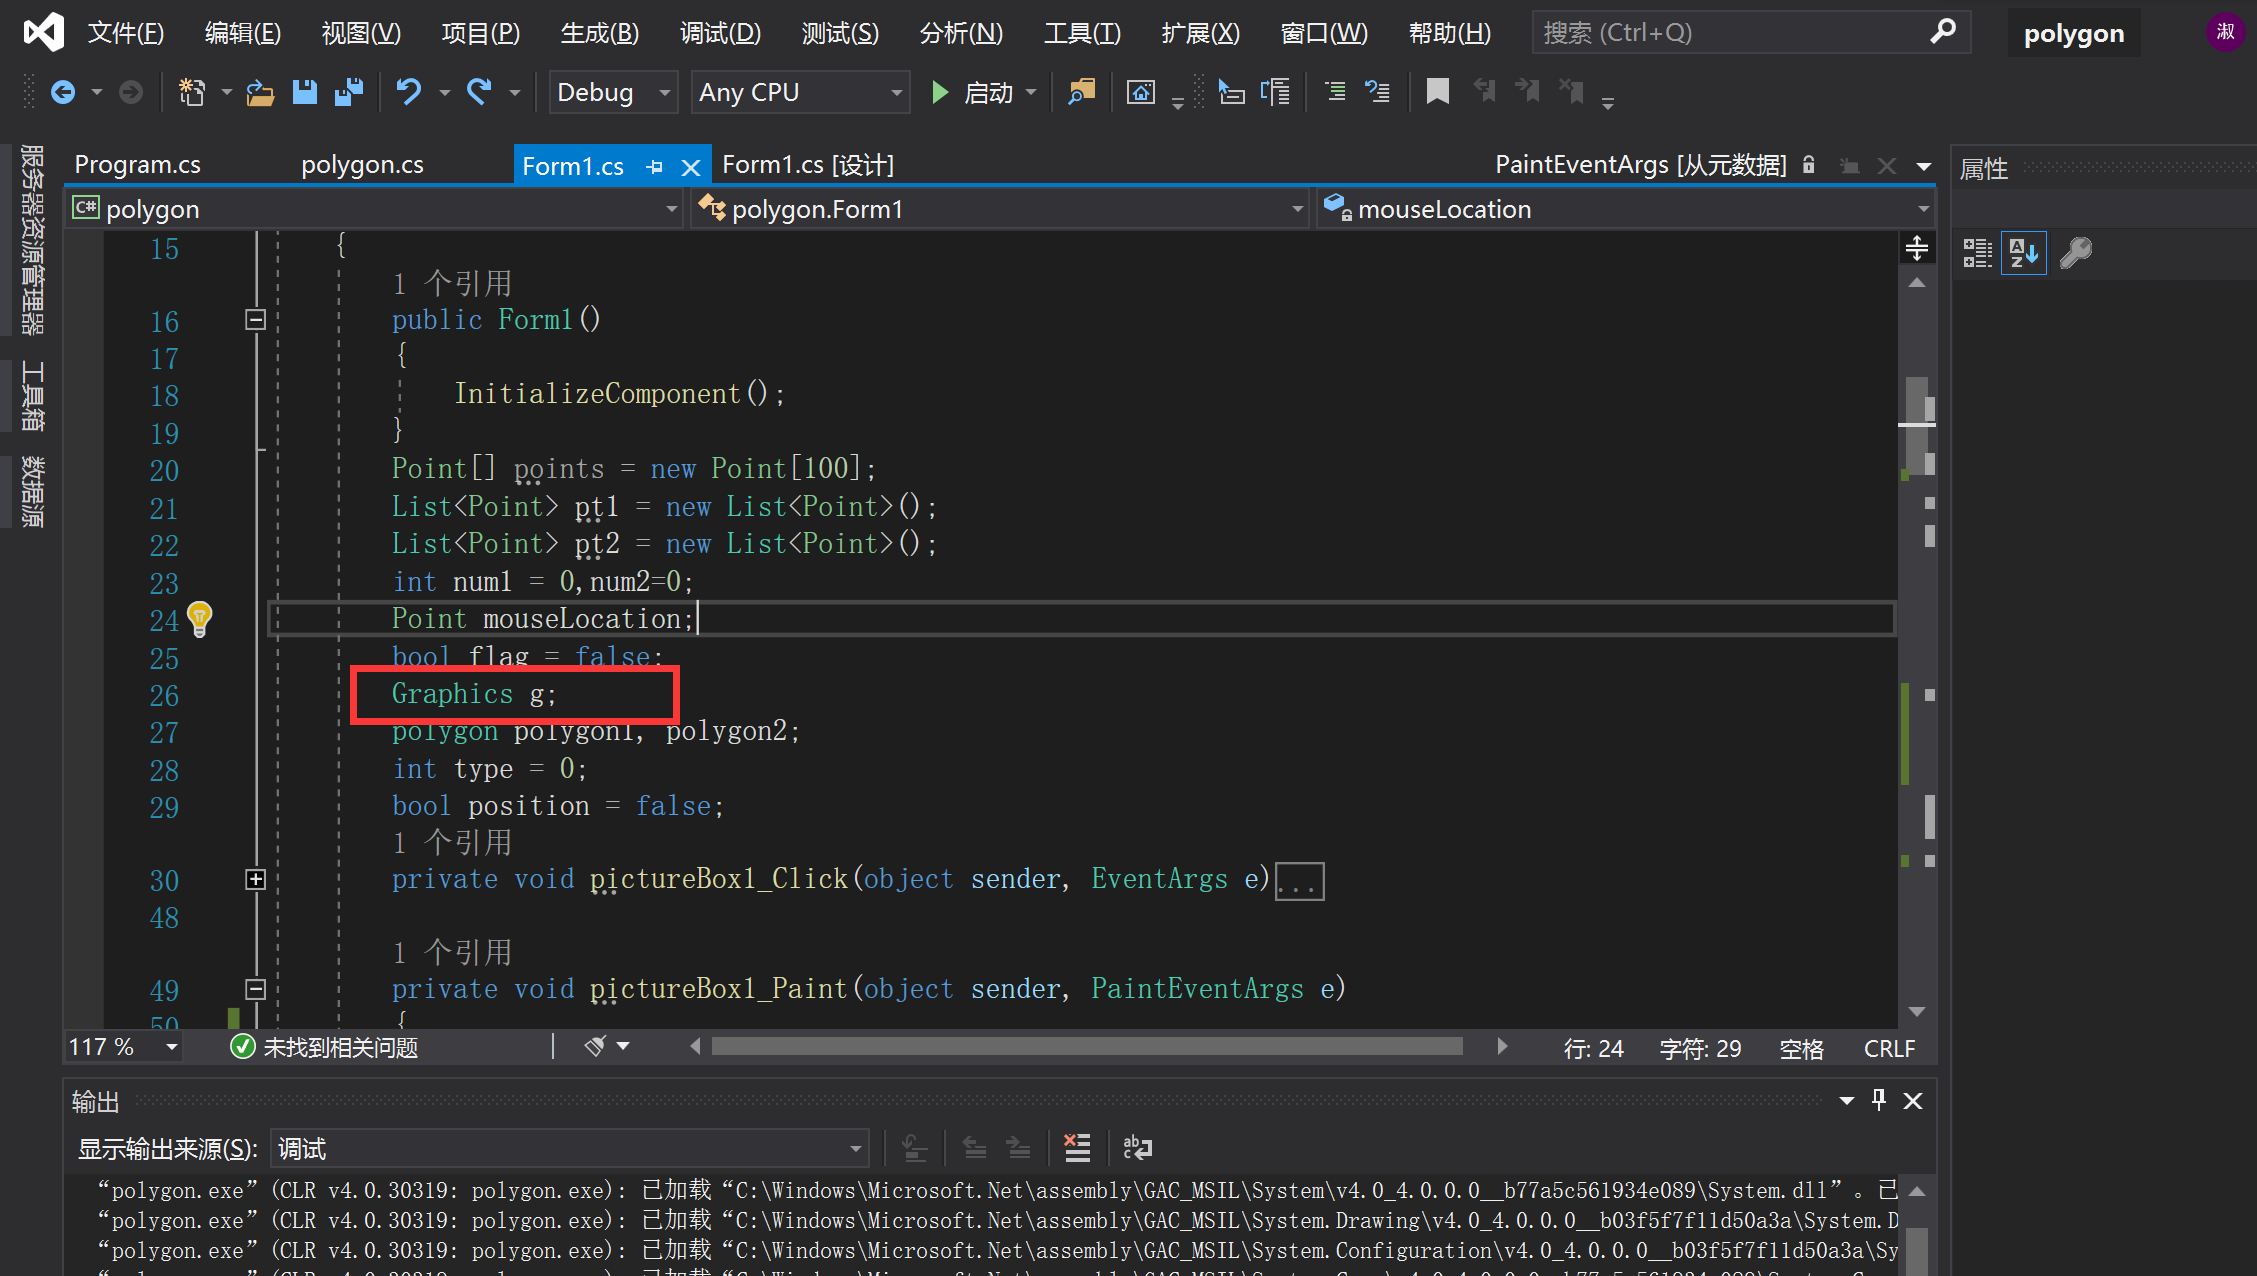 文件(F) 编辑(E) 视图(V) 项目(P) 生成(B) 调试(D) 测试(S) 分析(N) 工具(T) 扩展(X) 窗口(W) 帮助(H) 搜索 (Ctrl+Q) polygon 淑
Debug Any CPU 启动
服务器资源管理器
工具箱
数据源
Program.cs polygon.cs Form1.cs Form1.cs [设计] PaintEventArgs [从元数据] 属性
C# polygon polygon.Form1 mouseLocation
15 {
1 个引用
16 public Form1()
17 {
18 InitializeComponent();
19 }
20 Point[] points = new Point[100];
21 List<Point> pt1 = new List<Point>();
22 List<Point> pt2 = new List<Point>();
23 int num1 = 0,num2=0;
24 Point mouseLocation;
25 bool flag = false;
26 Graphics g;
27 polygon polygon1, polygon2;
28 int type = 0;
29 bool position = false;
1 个引用
30 private void pictureBox1_Click(object sender, EventArgs e)...
48
1 个引用
49 private void pictureBox1_Paint(object sender, PaintEventArgs e)
50 {
117 % 未找到相关问题 行: 24 字符: 29 空格 CRLF
输出
显示输出来源(S): 调试
“polygon.exe”(CLR v4.0.30319: polygon.exe): 已加载“C:\Windows\Microsoft.Net\assembly\GAC_MSIL\System\v4.0_4.0.0.0__b77a5c561934e089\System.dll”。已
“polygon.exe”(CLR v4.0.30319: polygon.exe): 已加载“C:\Windows\Microsoft.Net\assembly\GAC_MSIL\System.Drawing\v4.0_4.0.0.0__b03f5f7f11d50a3a\System.D
“polygon.exe”(CLR v4.0.30319: polygon.exe): 已加载“C:\Windows\Microsoft.Net\assembly\GAC_MSIL\System.Configuration\v4.0_4.0.0.0__b03f5f7f11d50a3a\Sy